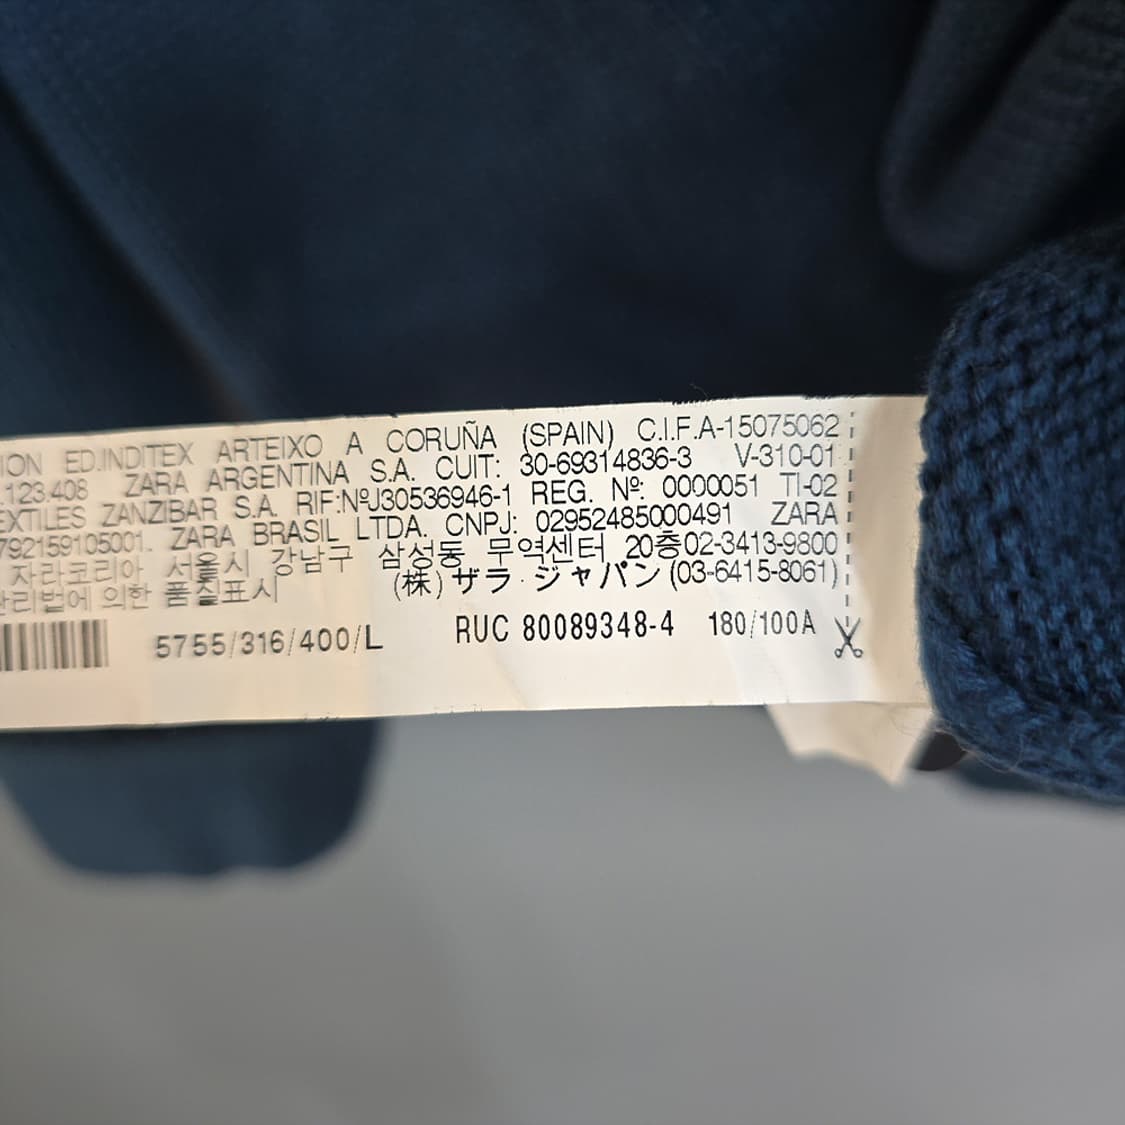 ION ED.INDITEX ARTEIXO A CORUÑA (SPAIN) C.I.F.A-15075062
.123.408 ZARA ARGENTINA S.A. CUIT: 30-69314836-3 V-310-01
EXTILES ZANZIBAR S.A. RIF:NºJ30536946-1 REG. Nº: 0000051 TI-02
792159105001. ZARA BRASIL LTDA. CNPJ: 02952485000491 ZARA
자라코리아 서울시 강남구 삼성동 무역센터 20층02-3413-9800
관리법에 의한 품질표시 (株) ザラ・ジャパン (03-6415-8061)
5755/316/400/L RUC 80089348-4 180/100A